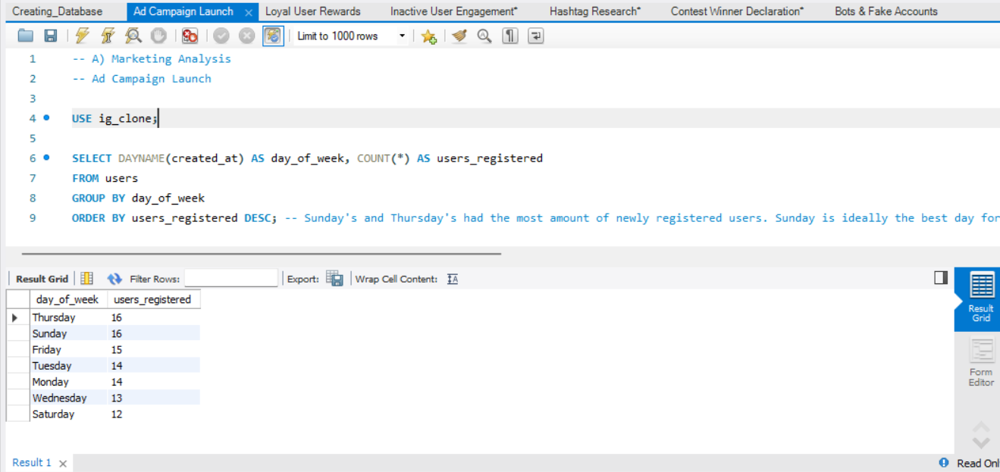 Creating_Database Ad Campaign Launch Loyal User Rewards Inactive User Engagement* Hashtag Research* Contest Winner Declaration* Bots & Fake Accounts
Limit to 1000 rows
1 -- A) Marketing Analysis
2 -- Ad Campaign Launch
3
4 USE ig_clone;
5
6 SELECT DAYNAME(created_at) AS day_of_week, COUNT(*) AS users_registered
7 FROM users
8 GROUP BY day_of_week
9 ORDER BY users_registered DESC; -- Sunday's and Thursday's had the most amount of newly registered users. Sunday is ideally the best day for
Result Grid Filter Rows: Export: Wrap Cell Content:
day_of_week users_registered
Thursday 16
Sunday 16
Friday 15
Tuesday 14
Monday 14
Wednesday 13
Saturday 12
Result
Grid
Form
Editor
Result 1 Read Onl